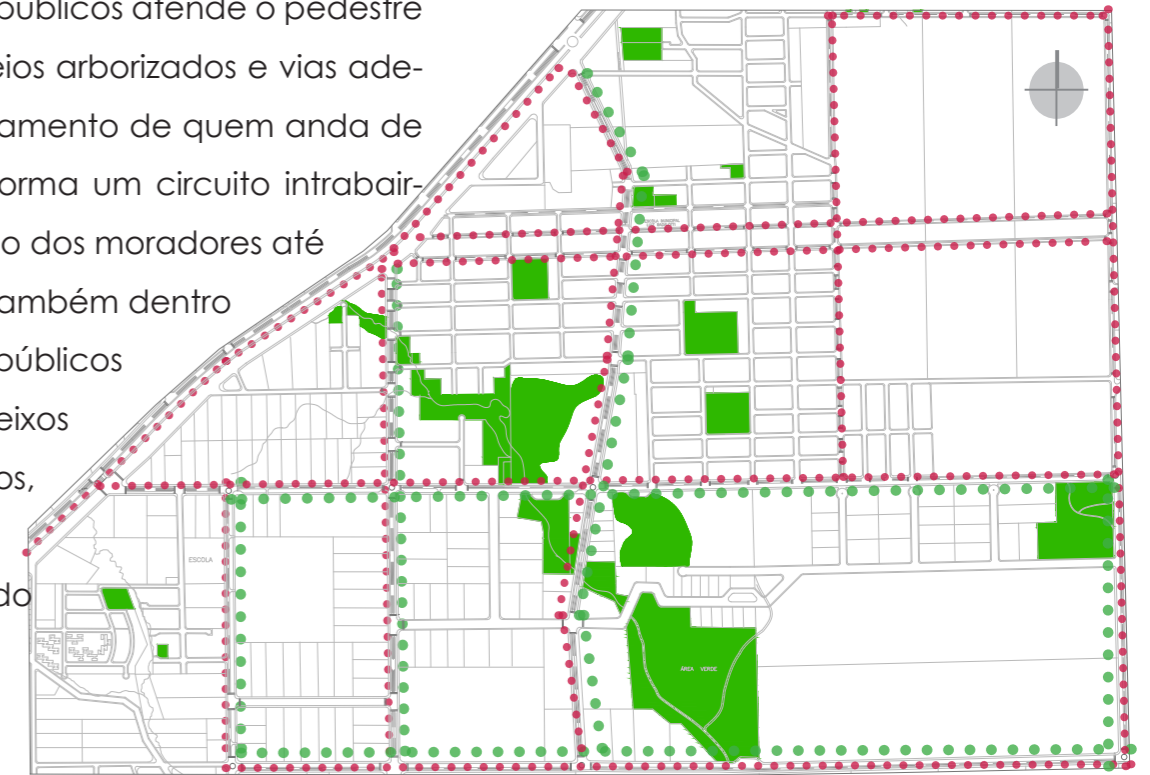 públicos atende o pedestre
eios arborizados e vias ade-
amento de quem anda de
orma um circuito intrabair-
o dos moradores até
ambém dentro
públicos
eixos
os,
do
ESCOLA
ÁREA VERDE